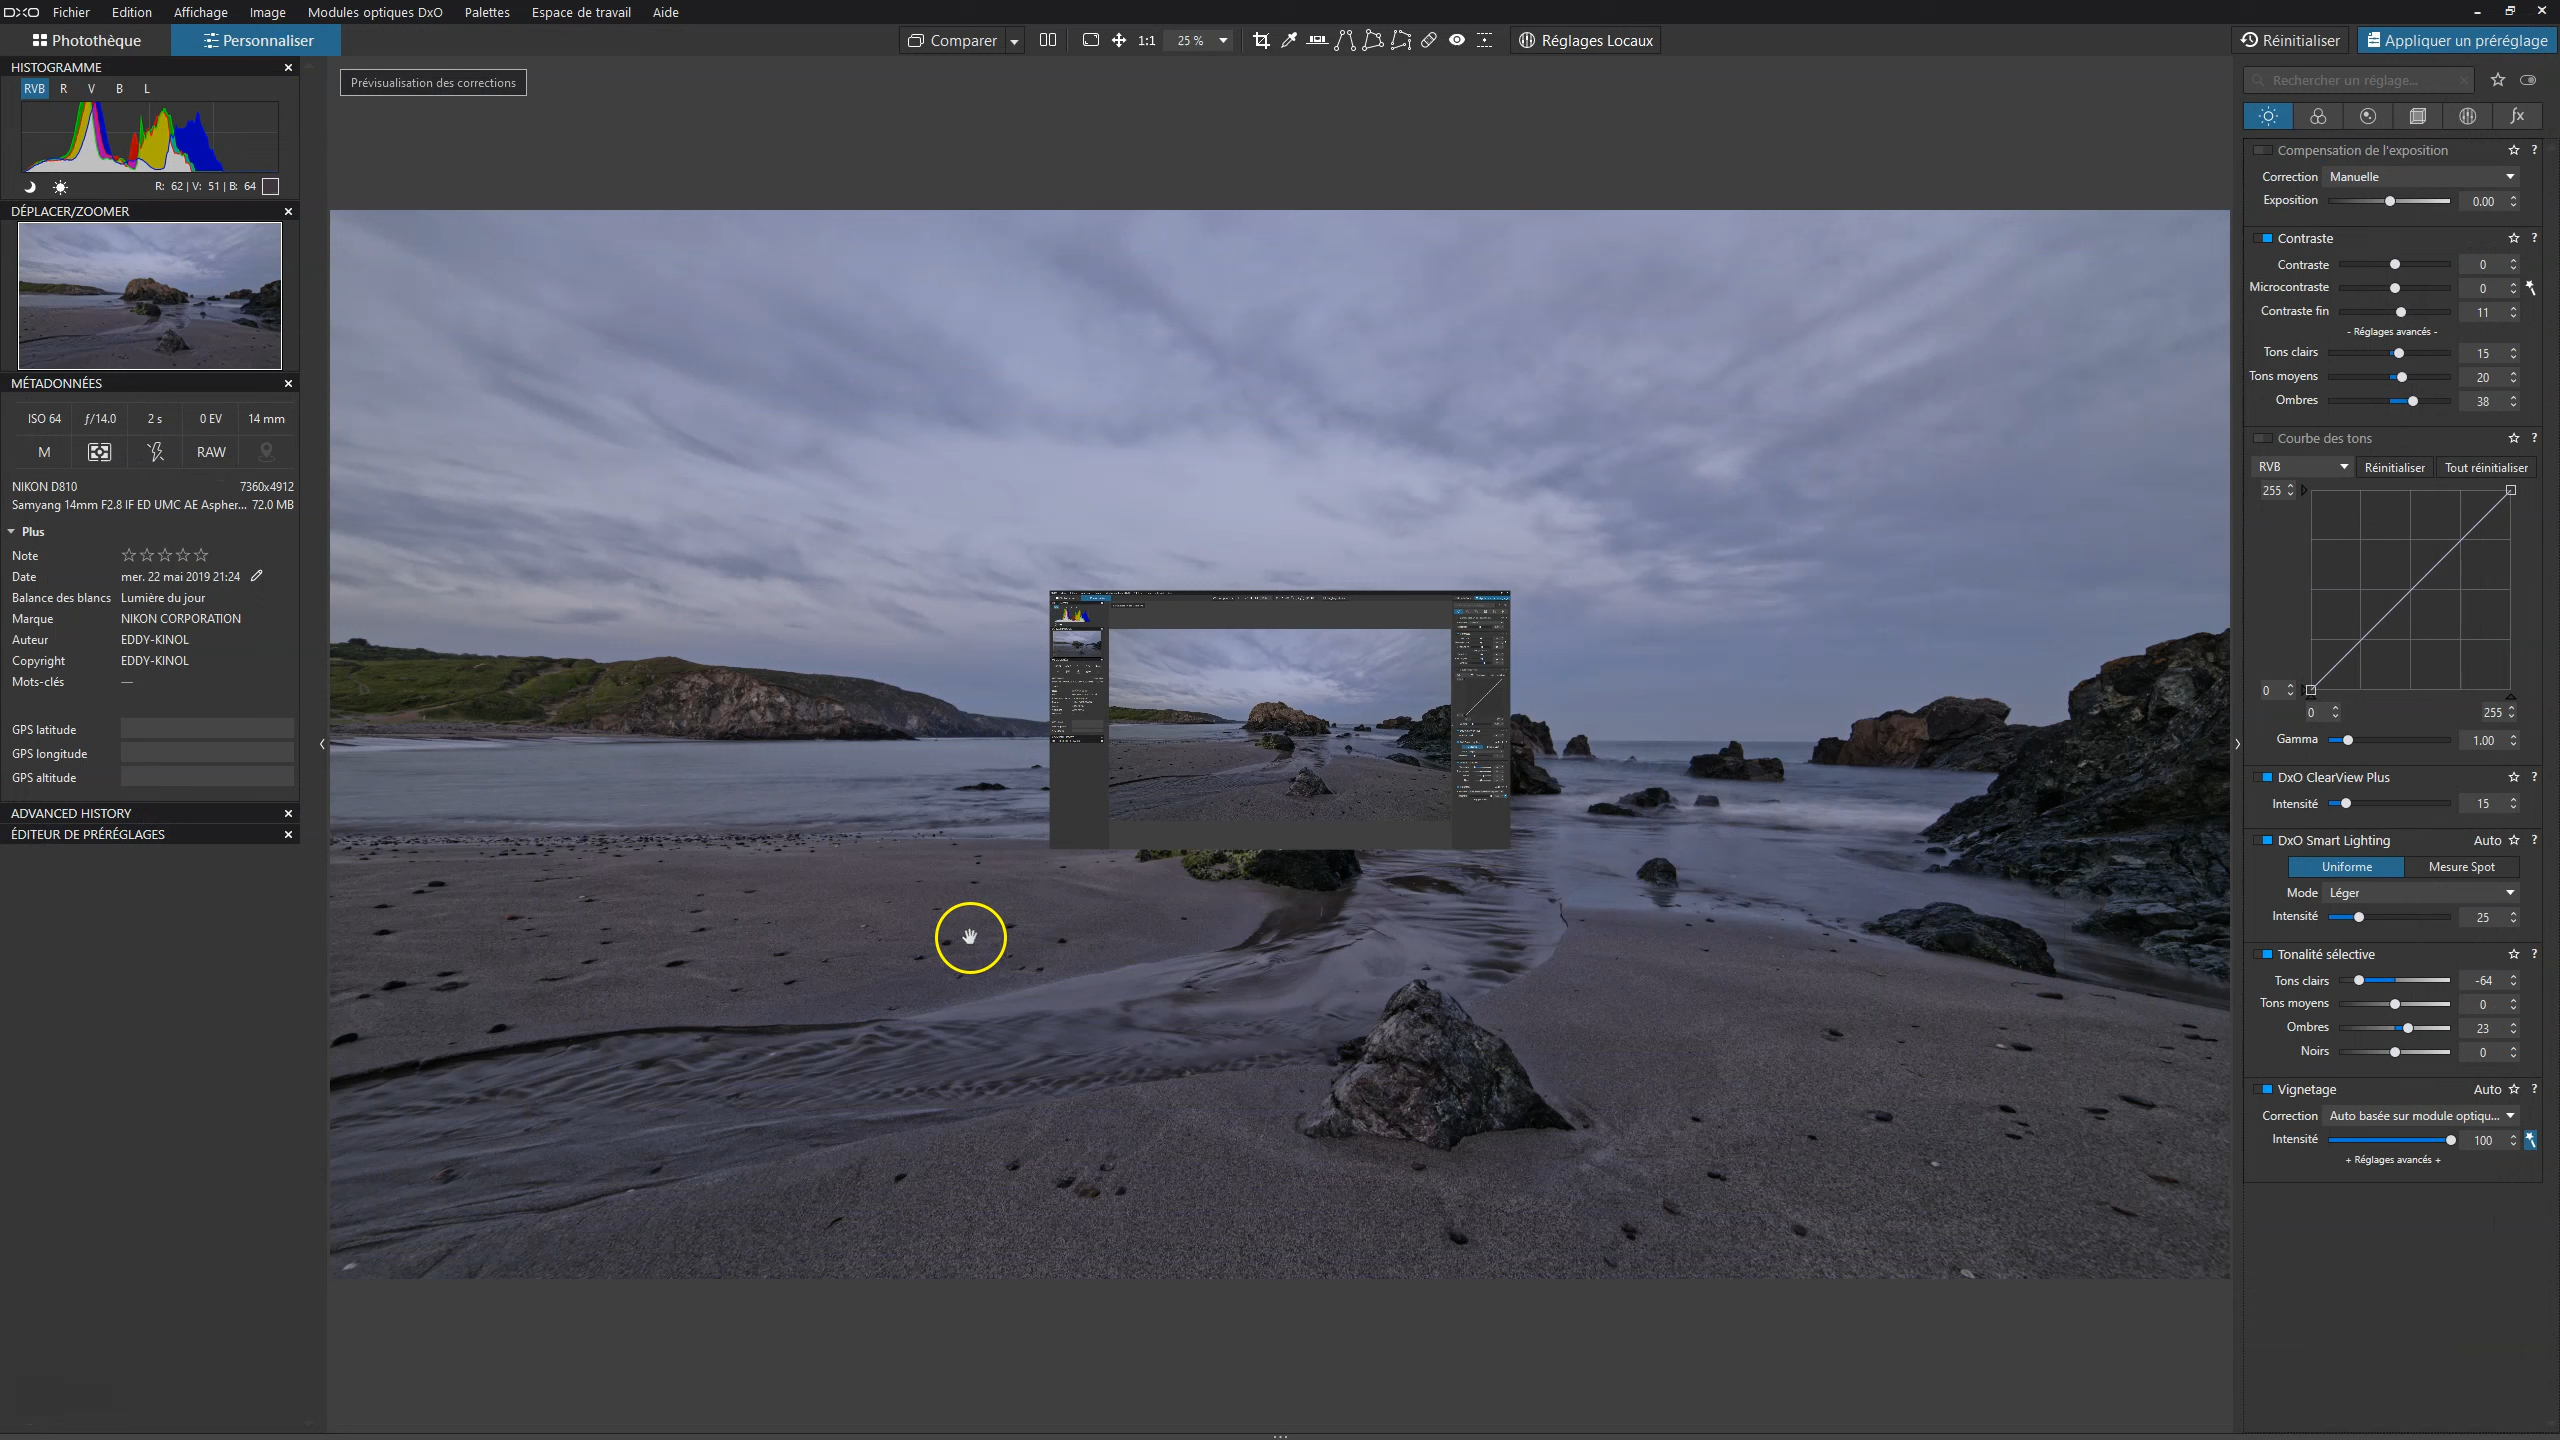 DXO Fichier Edition Affichage Image Modules optiques DxO Palettes Espace de travail Aide
Photothèque Personnaliser Comparer 1:1 25 % Réglages Locaux Réinitialiser Appliquer un préréglage
HISTOGRAMME
RVB R V B L
R: 62 | V: 51 | B: 64
DÉPLACER/ZOOMER
MÉTADONNÉES
ISO 64 ƒ/14.0 2 s 0 EV 14 mm
M RAW
NIKON D810 7360x4912
Samyang 14mm F2.8 IF ED UMC AE Aspher... 72.0 MB
Plus
Note
Date mer. 22 mai 2019 21:24
Balance des blancs Lumière du jour
Marque NIKON CORPORATION
Auteur EDDY-KINOL
Copyright EDDY-KINOL
Mots-clés —
GPS latitude
GPS longitude
GPS altitude
ADVANCED HISTORY
ÉDITEUR DE PRÉRÉGLAGES
Prévisualisation des corrections
Rechercher un réglage...
fx
Compensation de l'exposition ?
Correction Manuelle
Exposition 0.00
Contraste ?
Contraste 0
Microcontraste 0
Contraste fin 11
- Réglages avancés -
Tons clairs 15
Tons moyens 20
Ombres 38
Courbe des tons ?
RVB Réinitialiser Tout réinitialiser
255
0
0 255
Gamma 1.00
DxO ClearView Plus ?
Intensité 15
DxO Smart Lighting Auto ?
Uniforme Mesure Spot
Mode Léger
Intensité 25
Tonalité sélective ?
Tons clairs -64
Tons moyens 0
Ombres 23
Noirs 0
Vignetage Auto ?
Correction Auto basée sur module optiqu...
Intensité 100
+ Réglages avancés +